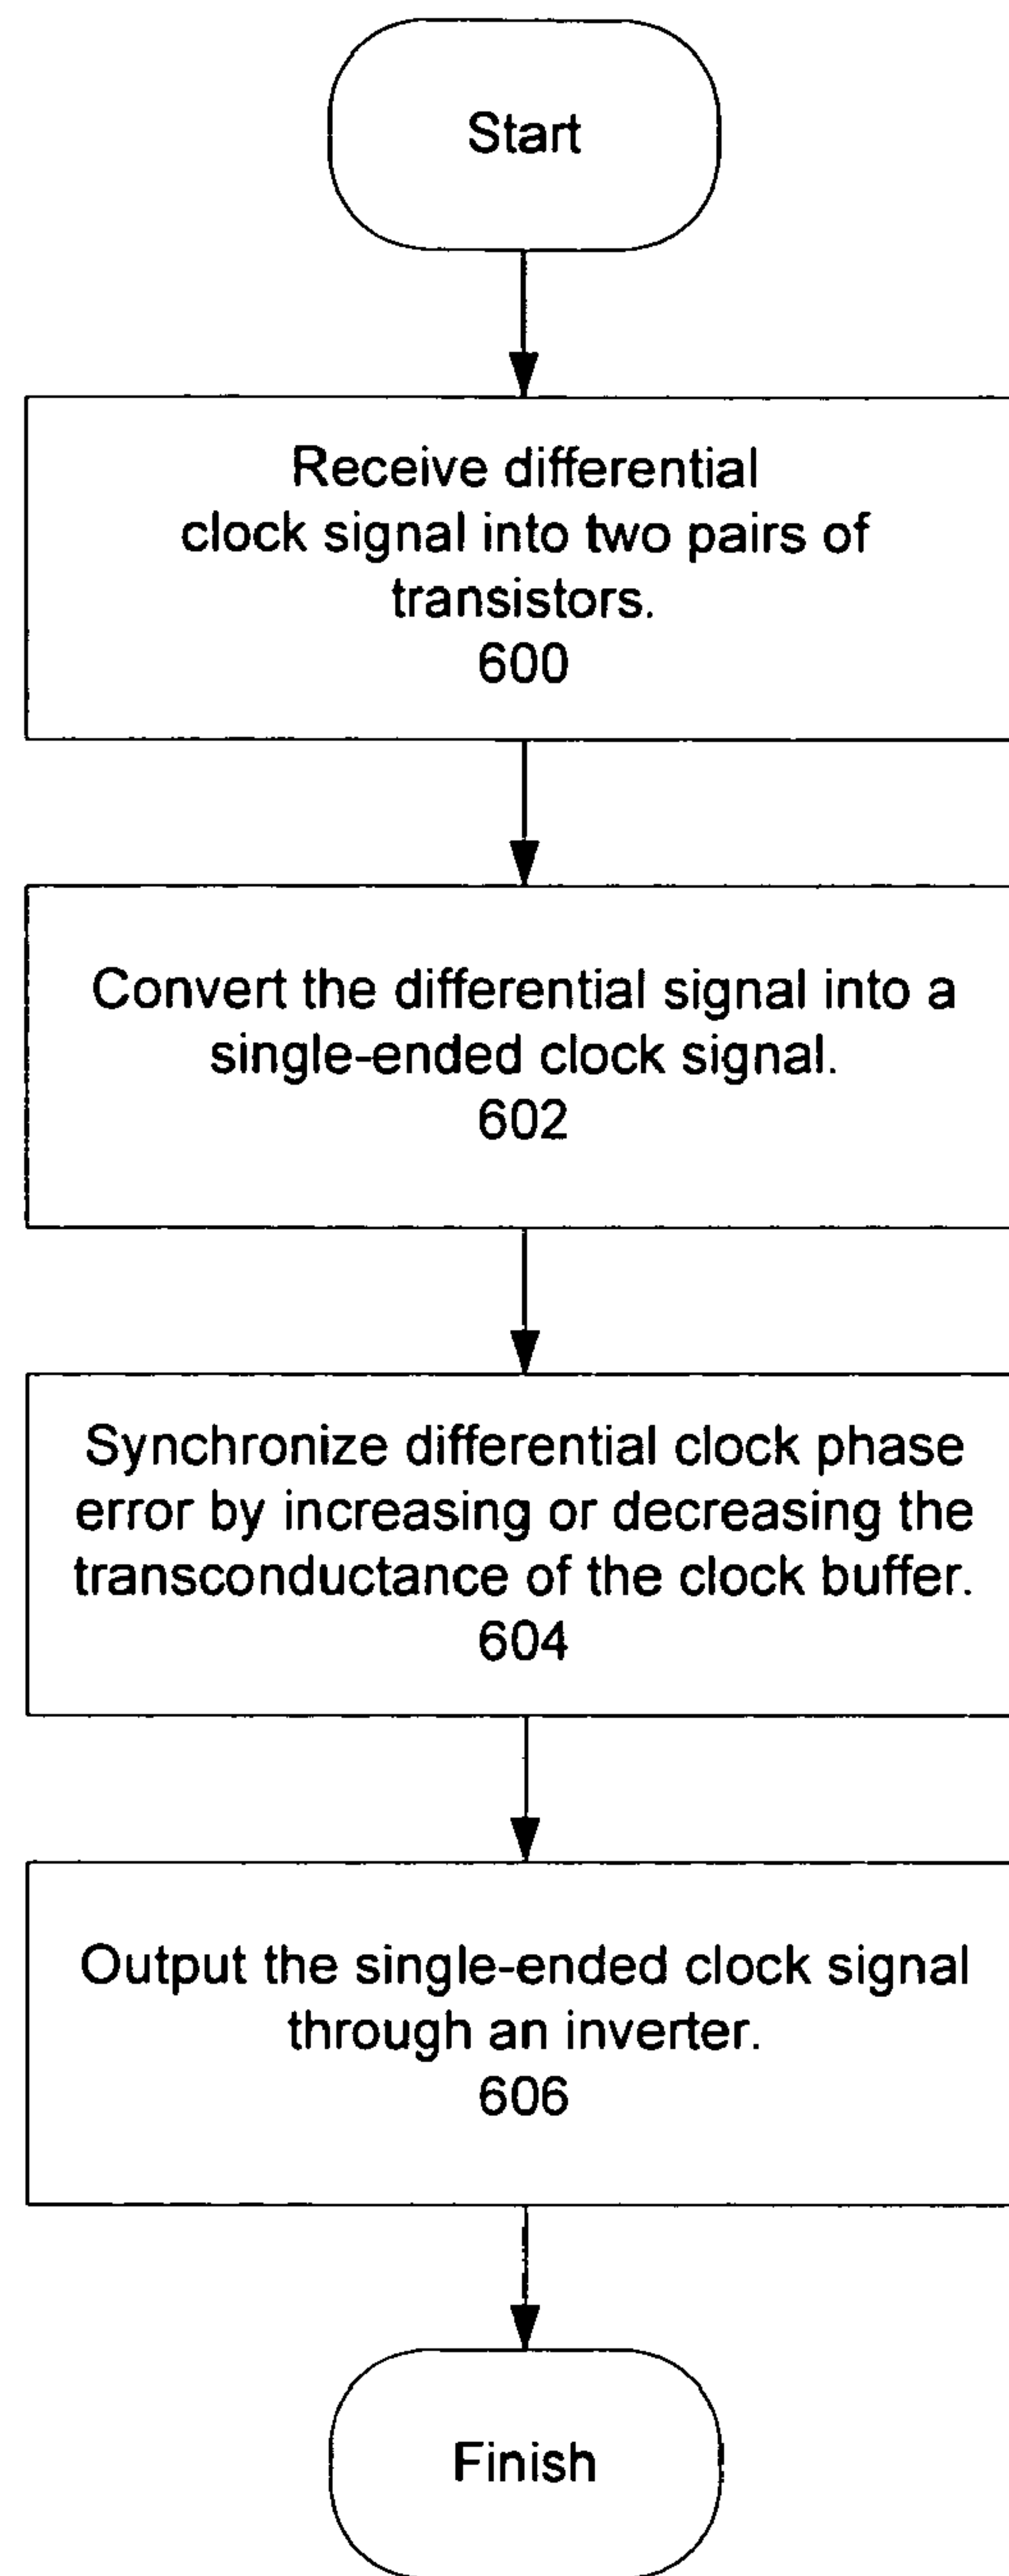 Start
Receive differential
clock signal into two pairs of
transistors.
600
Convert the differential signal into a
single-ended clock signal.
602
Synchronize differential clock phase
error by increasing or decreasing the
transconductance of the clock buffer.
604
Output the single-ended clock signal
through an inverter.
606
Finish